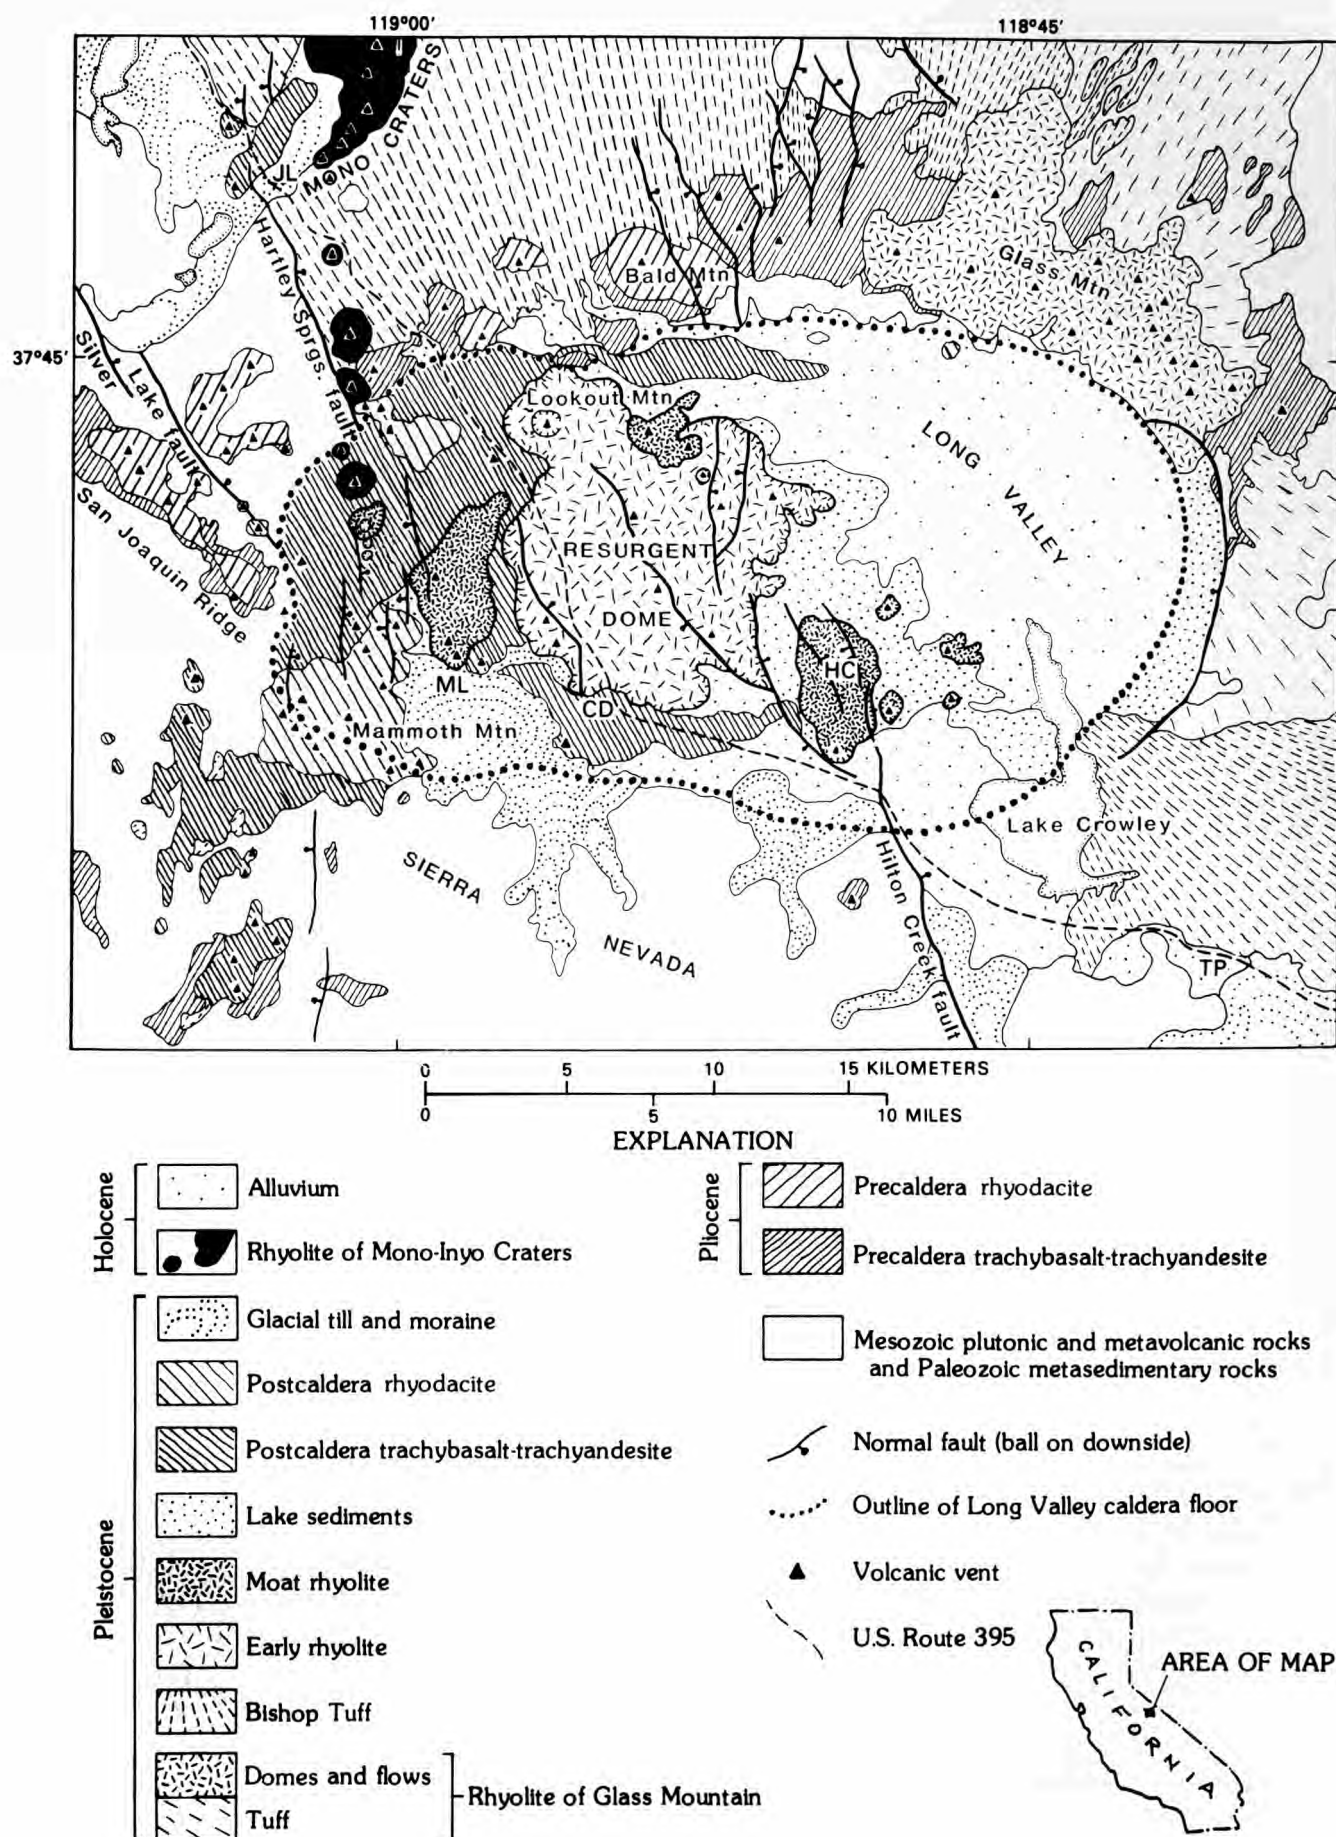 119°00'
118°45'
MONO CRATERS
JL
Hartley Sprgs. fault
Bald Mtn
Glass Mtn
37°45'
Silver Lake fault
Lookout Mtn
LONG VALLEY
San Joaquin Ridge
RESURGENT
DOME
HC
ML
CD
Mammoth Mtn
Lake Crowley
SIERRA
NEVADA
Hilton Creek fault
TP
0 5 10 15 KILOMETERS
0 5 10 MILES
EXPLANATION
Holocene
Alluvium
Rhyolite of Mono-Inyo Craters
Pleistocene
Glacial till and moraine
Postcaldera rhyodacite
Postcaldera trachybasalt-trachyandesite
Lake sediments
Moat rhyolite
Early rhyolite
Bishop Tuff
Domes and flows
Tuff
Rhyolite of Glass Mountain
Pliocene
Precaldera rhyodacite
Precaldera trachybasalt-trachyandesite
Mesozoic plutonic and metavolcanic rocks
and Paleozoic metasedimentary rocks
Normal fault (ball on downside)
Outline of Long Valley caldera floor
Volcanic vent
U.S. Route 395
CALIFORNIA
AREA OF MAP